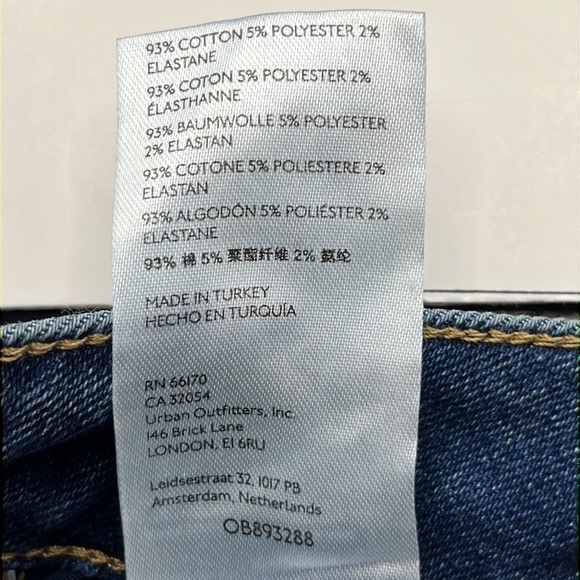 93% COTTON 5% POLYESTER 2%
ELASTANE
93% COTON 5% POLYESTER 2%
ÉLASTHANNE
93% BAUMWOLLE 5% POLYESTER
2% ELASTAN
93% COTONE 5% POLIESTERE 2%
ELASTAN
93% ALGODÓN 5% POLIÉSTER 2%
ELASTANE
93% 棉 5% 聚酯纤维 2% 氨纶
MADE IN TURKEY
HECHO EN TURQUÍA
RN 66170
CA 32054
Urban Outfitters, Inc.
146 Brick Lane
LONDON, E1 6RU
Leidsestraat 32, 1017 PB
Amsterdam, Netherlands
OB893288